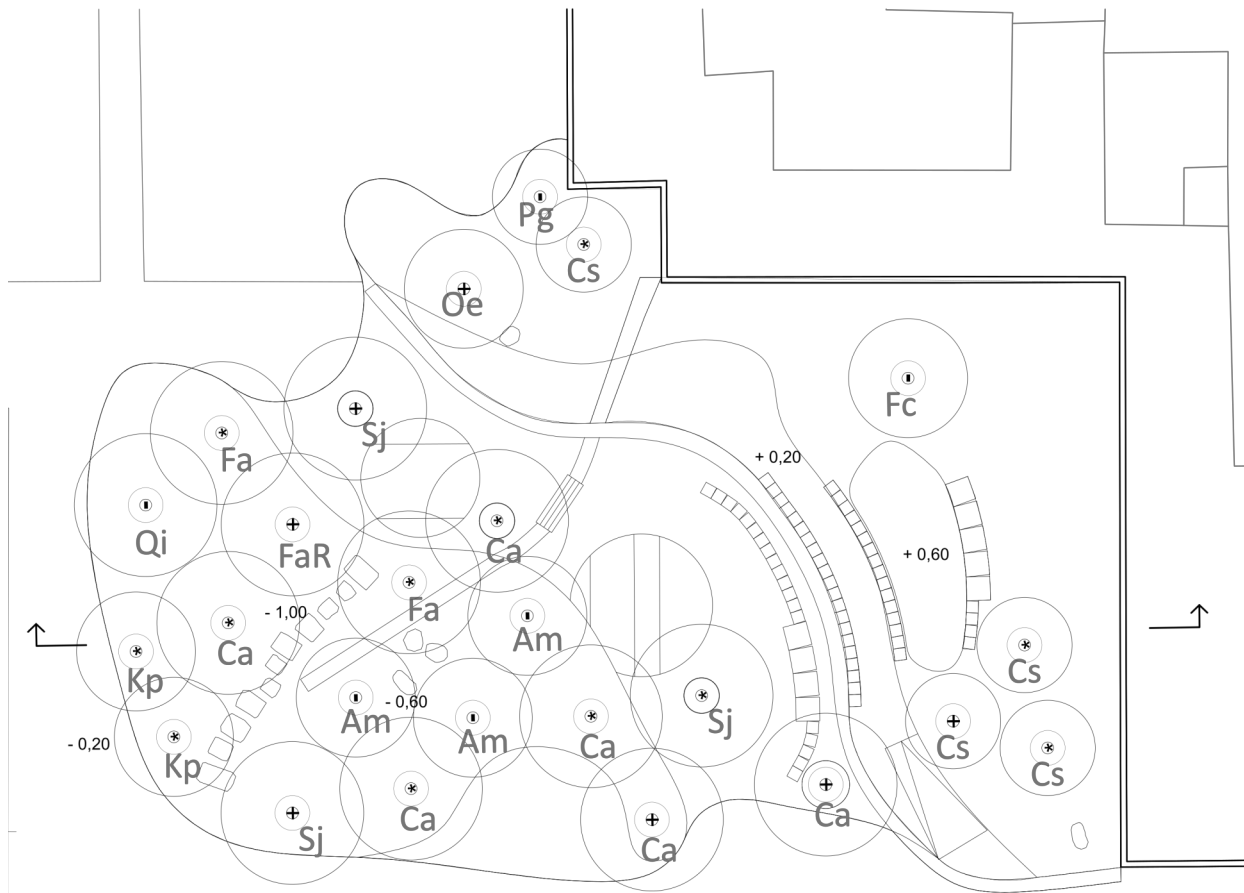 Pg
Cs
Oe
Fc
Sj
Fa
+ 0,20
Qi
FaR
Ca
+ 0,60
Fa
- 1,00
Am
Ca
Cs
Kp
- 0,60
Am
Am
Ca
Sj
Cs
- 0,20
Kp
Cs
Sj
Ca
Ca
Ca